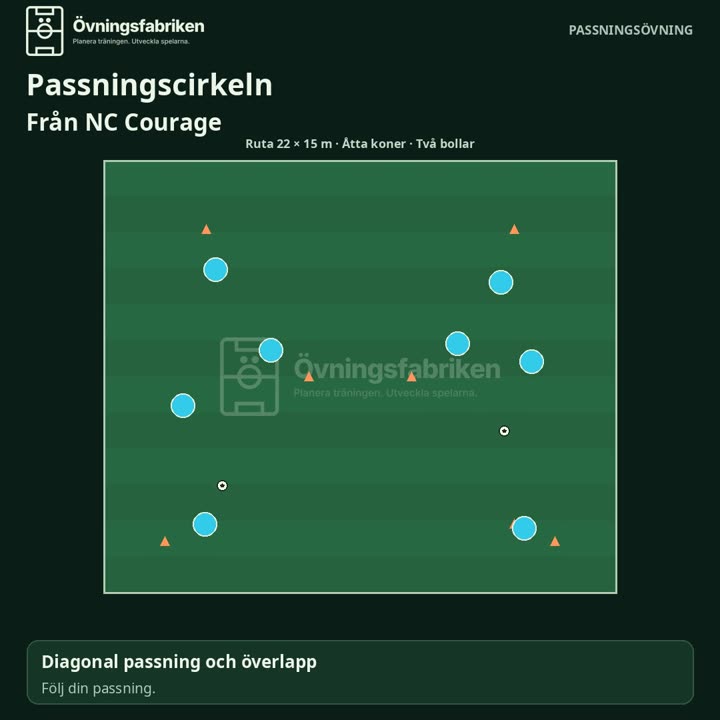 Övningsfabriken
Planera träningen. Utveckla spelarna.
PASSNINGSÖVNING
Passningscirkeln
Från NC Courage
Ruta 22 × 15 m · Åtta koner · Två bollar
Övningsfabriken
Planera träningen. Utveckla spelarna.
Diagonal passning och överlapp
Följ din passning.